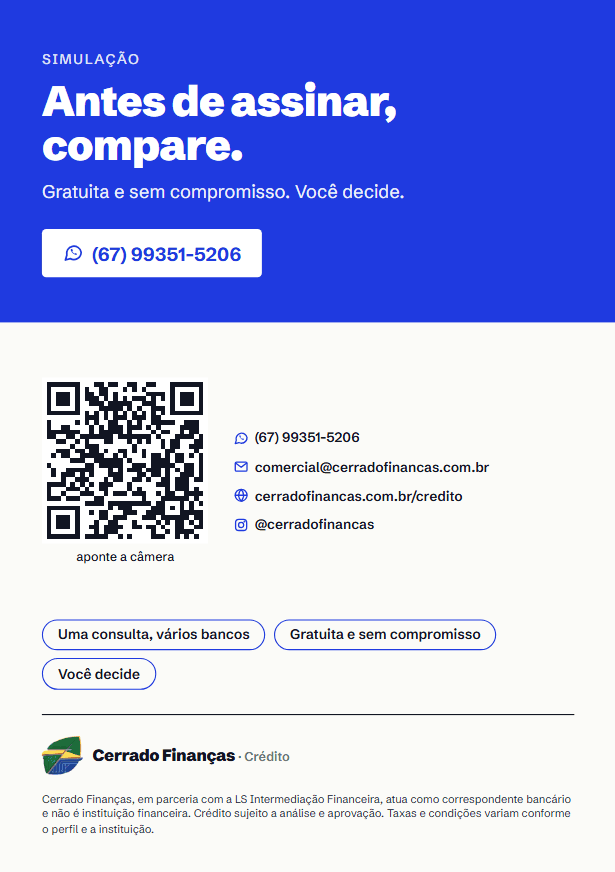 SIMULAÇÃO
Antes de assinar,
compare.
Gratuita e sem compromisso. Você decide.
(67) 99351-5206
(67) 99351-5206
comercial@cerradofinancas.com.br
cerradofinancas.com.br/credito
@cerradofinancas
aponte a câmera
Uma consulta, vários bancos
Gratuita e sem compromisso
Você decide
Cerrado Finanças · Crédito
Cerrado Finanças, em parceria com a LS Intermediação Financeira, atua como correspondente bancário
e não é instituição financeira. Crédito sujeito a análise e aprovação. Taxas e condições variam conforme
o perfil e a instituição.